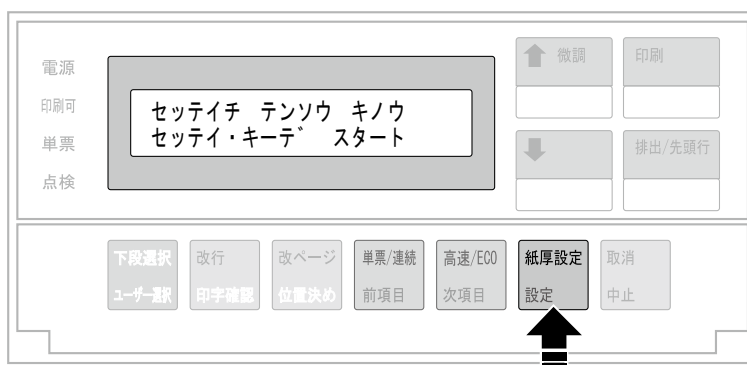 電源
印刷可
単票
点検
セッテイチ テンソウ キノウ
セッテイ・キーデ スタート
微調
印刷
排出/先頭行
下段選択
ユーザー選択
改行
印字確認
改ページ
位置決め
単票/連続
前項目
高速/ECO
次項目
紙厚設定
設定
取消
中止